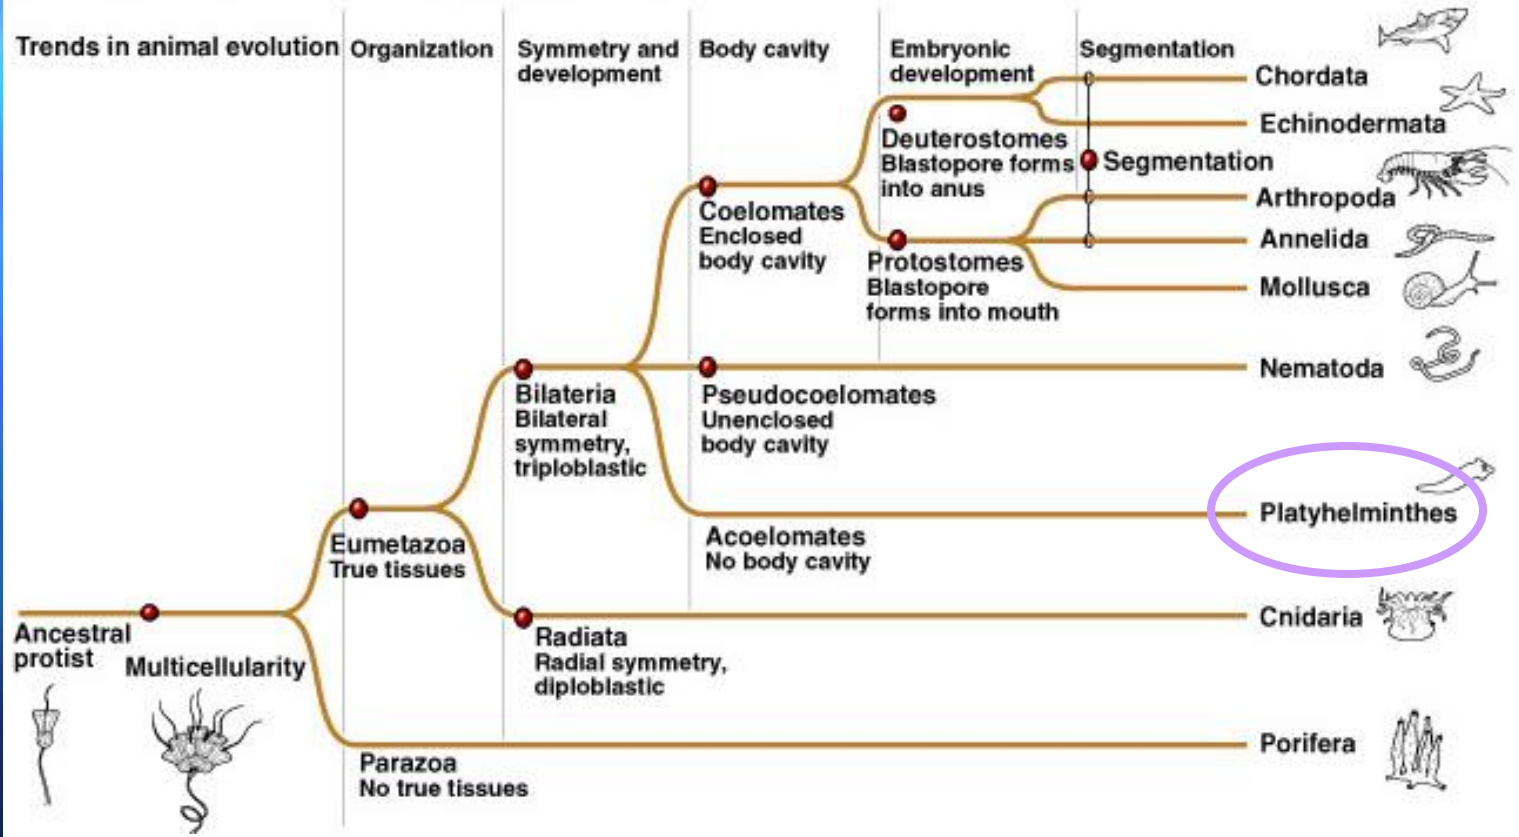 Trends in animal evolution
Organization
Symmetry and
development
Body cavity
Embryonic
development
Segmentation
Chordata
Echinodermata
Deuterostomes
Blastopore forms
into anus
Segmentation
Arthropoda
Coelomates
Enclosed
body cavity
Annelida
Protostomes
Blastopore
forms into mouth
Mollusca
Nematoda
Bilateria
Bilateral
symmetry,
triploblastic
Pseudocoelomates
Unenclosed
body cavity
Platyhelminthes
Acoelomates
No body cavity
Eumetazoa
True tissues
Cnidaria
Ancestral
protist
Multicellularity
Radiata
Radial symmetry,
diploblastic
Porifera
Parazoa
No true tissues